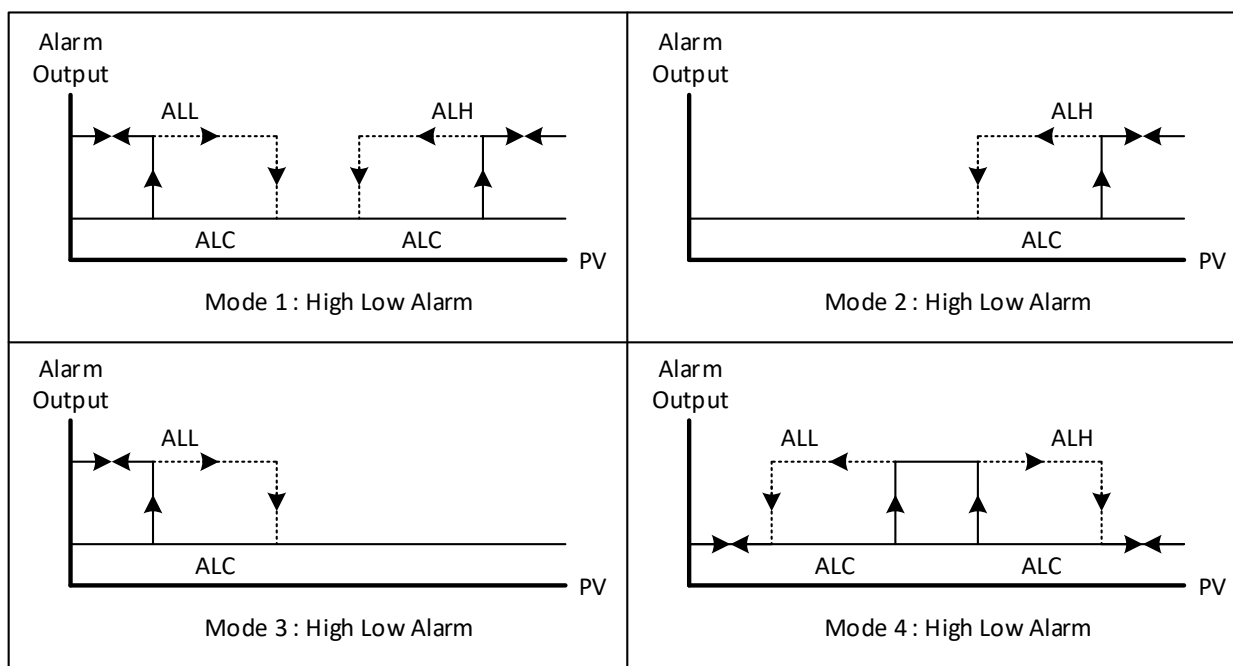 Alarm
Output
ALL
ALH
ALC
ALC
PV
Mode 1 : High Low Alarm
Alarm
Output
ALH
ALC
PV
Mode 2 : High Low Alarm
Alarm
Output
ALL
ALC
PV
Mode 3 : High Low Alarm
Alarm
Output
ALL
ALH
ALC
ALC
PV
Mode 4 : High Low Alarm